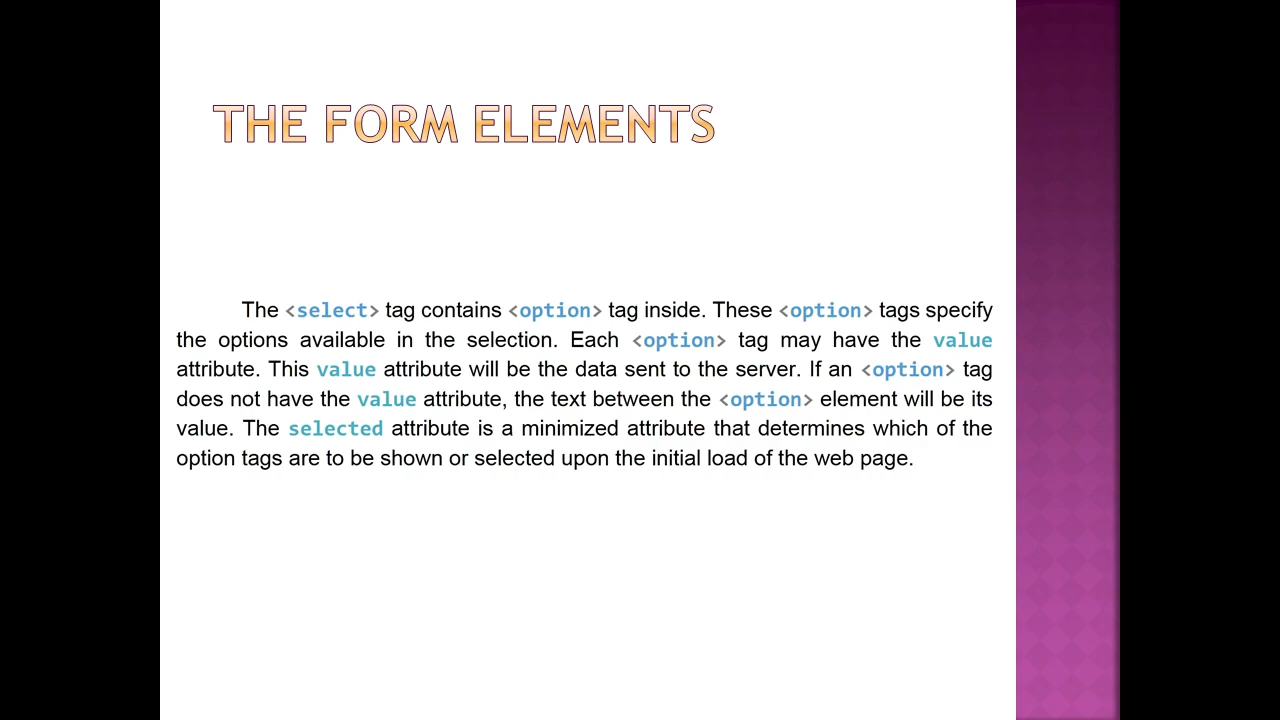 THE FORM ELEMENTS
The <select> tag contains <option> tag inside. These <option> tags specify
the options available in the selection. Each <option> tag may have the value
attribute. This value attribute will be the data sent to the server. If an <option> tag
does not have the value attribute, the text between the <option> element will be its
value. The selected attribute is a minimized attribute that determines which of the
option tags are to be shown or selected upon the initial load of the web page.